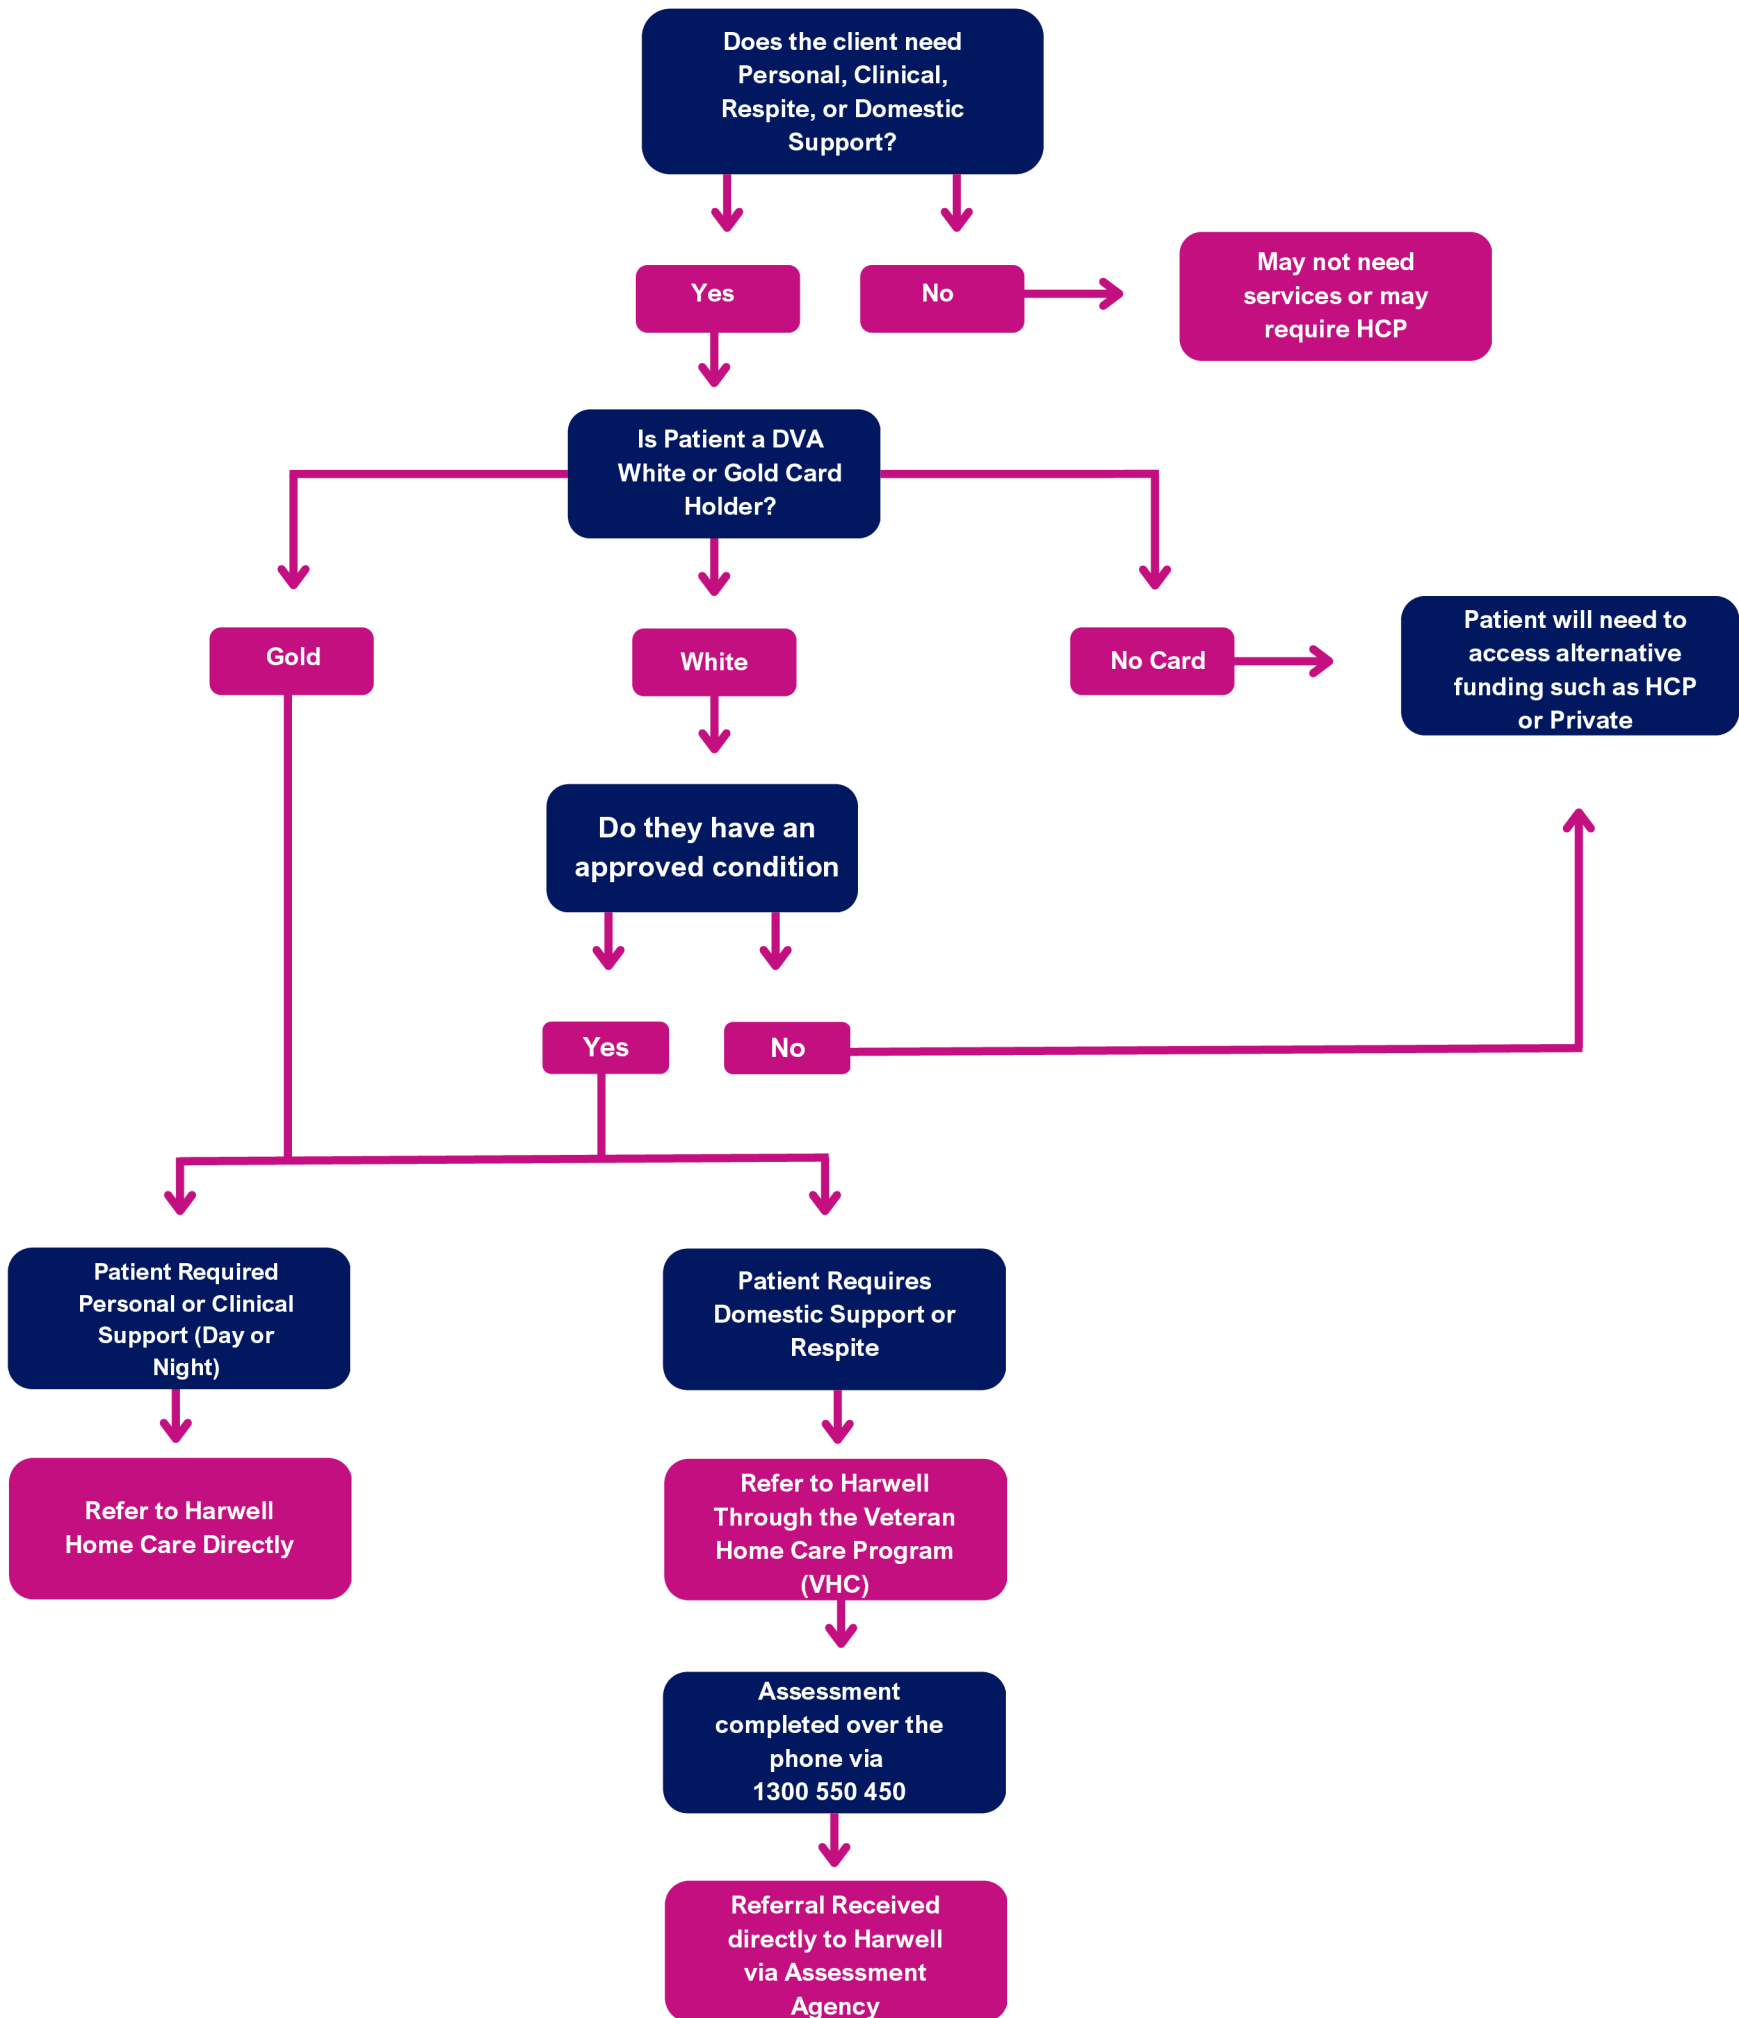 Does the client need
Personal, Clinical,
Respite, or Domestic
Support?
Yes
No
May not need
services or may
require HCP
Is Patient a DVA
White or Gold Card
Holder?
Gold
White
No Card
Patient will need to
access alternative
funding such as HCP
or Private
Do they have an
approved condition
Yes
No
Patient Required
Personal or Clinical
Support (Day or
Night)
Patient Requires
Domestic Support or
Respite
Refer to Harwell
Home Care Directly
Refer to Harwell
Through the Veteran
Home Care Program
(VHC)
Assessment
completed over the
phone via
1300 550 450
Referral Received
directly to Harwell
via Assessment
Agency